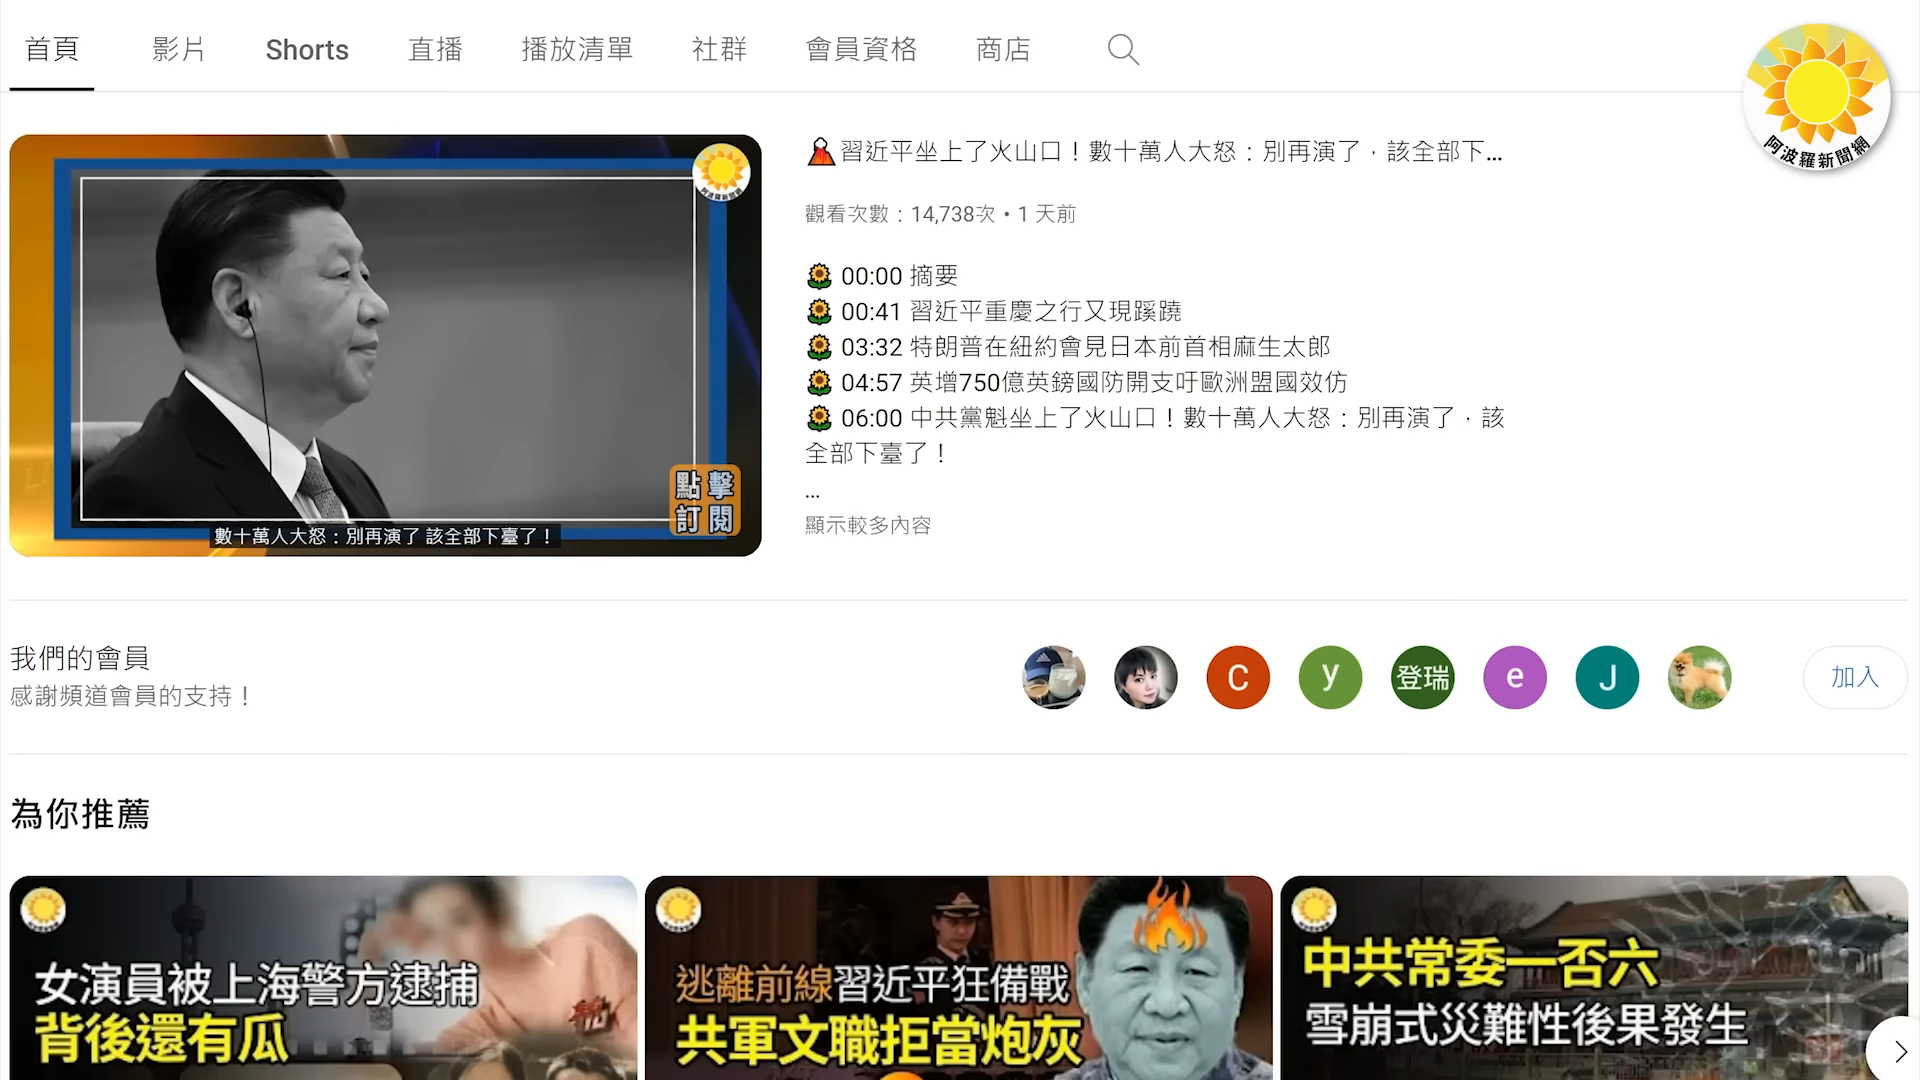 首頁
影片
Shorts
直播
播放清單
社群
會員資格
商店
阿波羅新聞網
點擊
訂閱
數十萬人大怒：別再演了 該全部下臺了！
習近平坐上了火山口！數十萬人大怒：別再演了，該全部下...
觀看次數：14,738次 • 1 天前
00:00 摘要
00:41 習近平重慶之行又現蹊蹺
03:32 特朗普在紐約會見日本前首相麻生太郎
04:57 英增750億英鎊國防開支吁歐洲盟國效仿
06:00 中共黨魁坐上了火山口！數十萬人大怒：別再演了，該
全部下臺了！
...
顯示較多內容
我們的會員
感謝頻道會員的支持！
C
y
登瑞
e
J
加入
為你推薦
女演員被上海警方逮捕
背後還有瓜
逃離前線習近平狂備戰
共軍文職拒當炮灰
中共常委一否六
雪崩式災難性後果發生